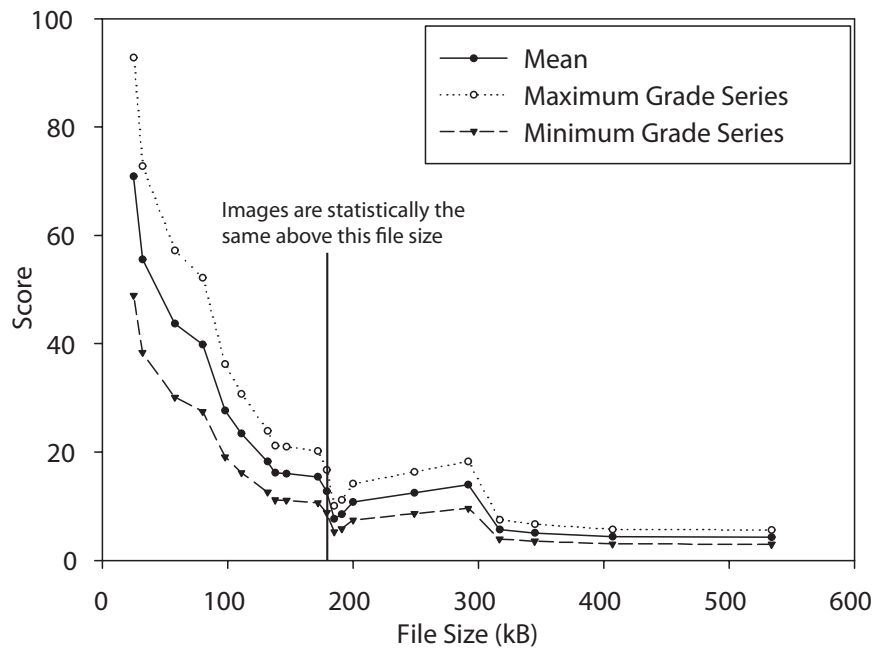 100
80
60
40
20
0
Score
Mean
Maximum Grade Series
Minimum Grade Series
Images are statistically the
same above this file size
0 100 200 300 400 500 600
File Size (kB)